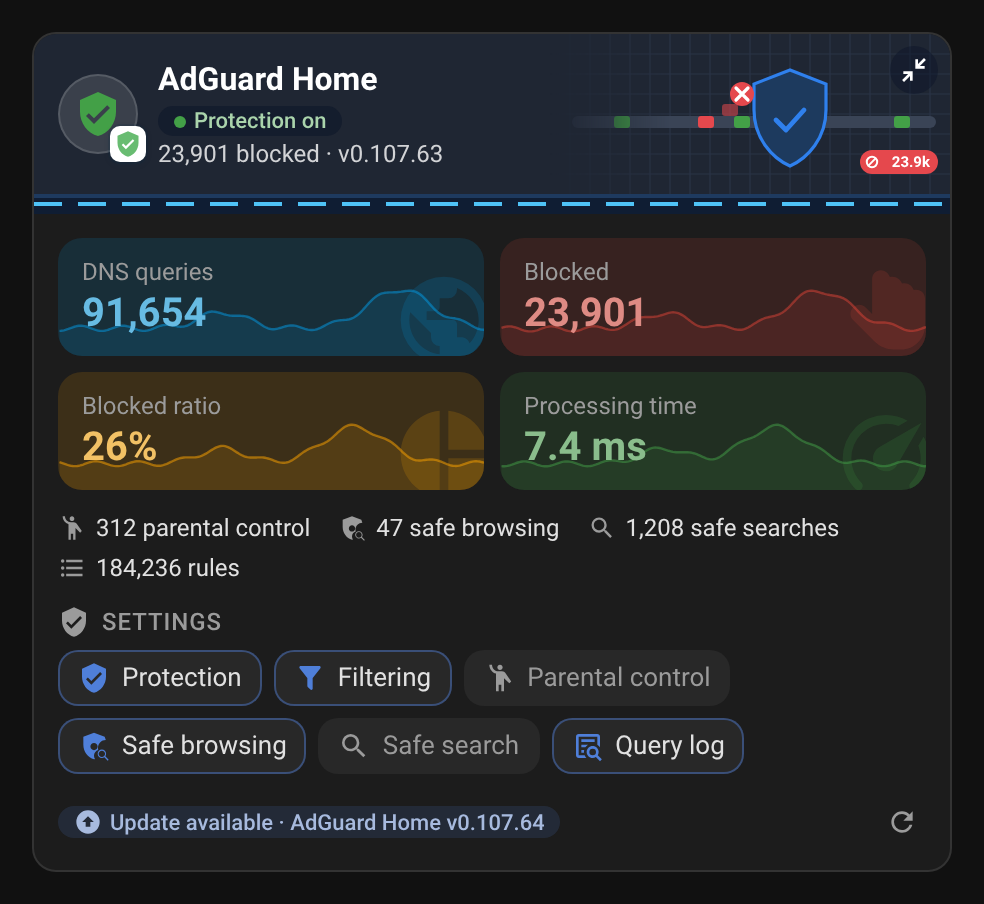 AdGuard Home
Protection on
23,901 blocked · v0.107.63
23.9k
DNS queries
91,654
Blocked
23,901
Blocked ratio
26%
Processing time
7.4 ms
312 parental control
47 safe browsing
1,208 safe searches
184,236 rules
SETTINGS
Protection
Filtering
Parental control
Safe browsing
Safe search
Query log
Update available · AdGuard Home v0.107.64